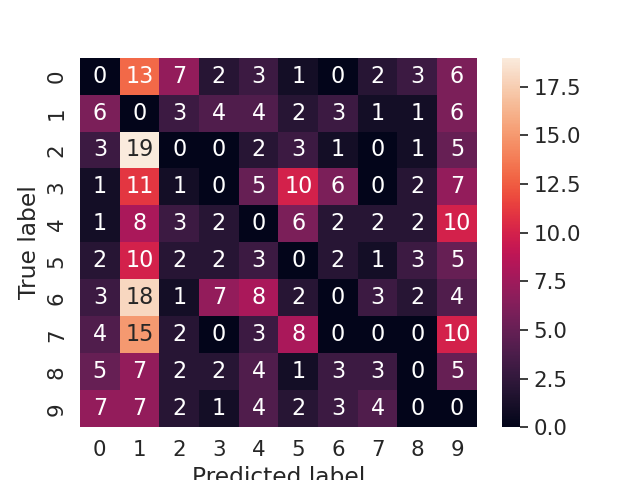 0 0 13 7 2 3 1 0 2 3 6
1 6 0 3 4 4 2 3 1 1 6
2 3 19 0 0 2 3 1 0 1 5
3 1 11 1 0 5 10 6 0 2 7
4 1 8 3 2 0 6 2 2 2 10
5 2 10 2 2 3 0 2 1 3 5
6 3 18 1 7 8 2 0 3 2 4
7 4 15 2 0 3 8 0 0 0 10
8 5 7 2 2 4 1 3 3 0 5
9 7 7 2 1 4 2 3 4 0 0
0 1 2 3 4 5 6 7 8 9
Predicted label
True label
17.5
15.0
12.5
10.0
7.5
5.0
2.5
0.0